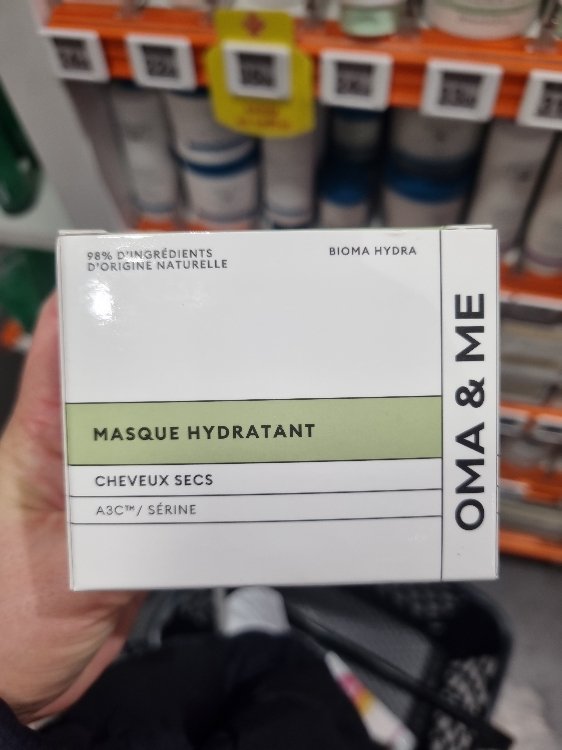 98% D'INGRÉDIENTS
D'ORIGINE NATURELLE
BIOMA HYDRA
MASQUE HYDRATANT
CHEVEUX SECS
A3C™/ SÉRINE
OMA & ME